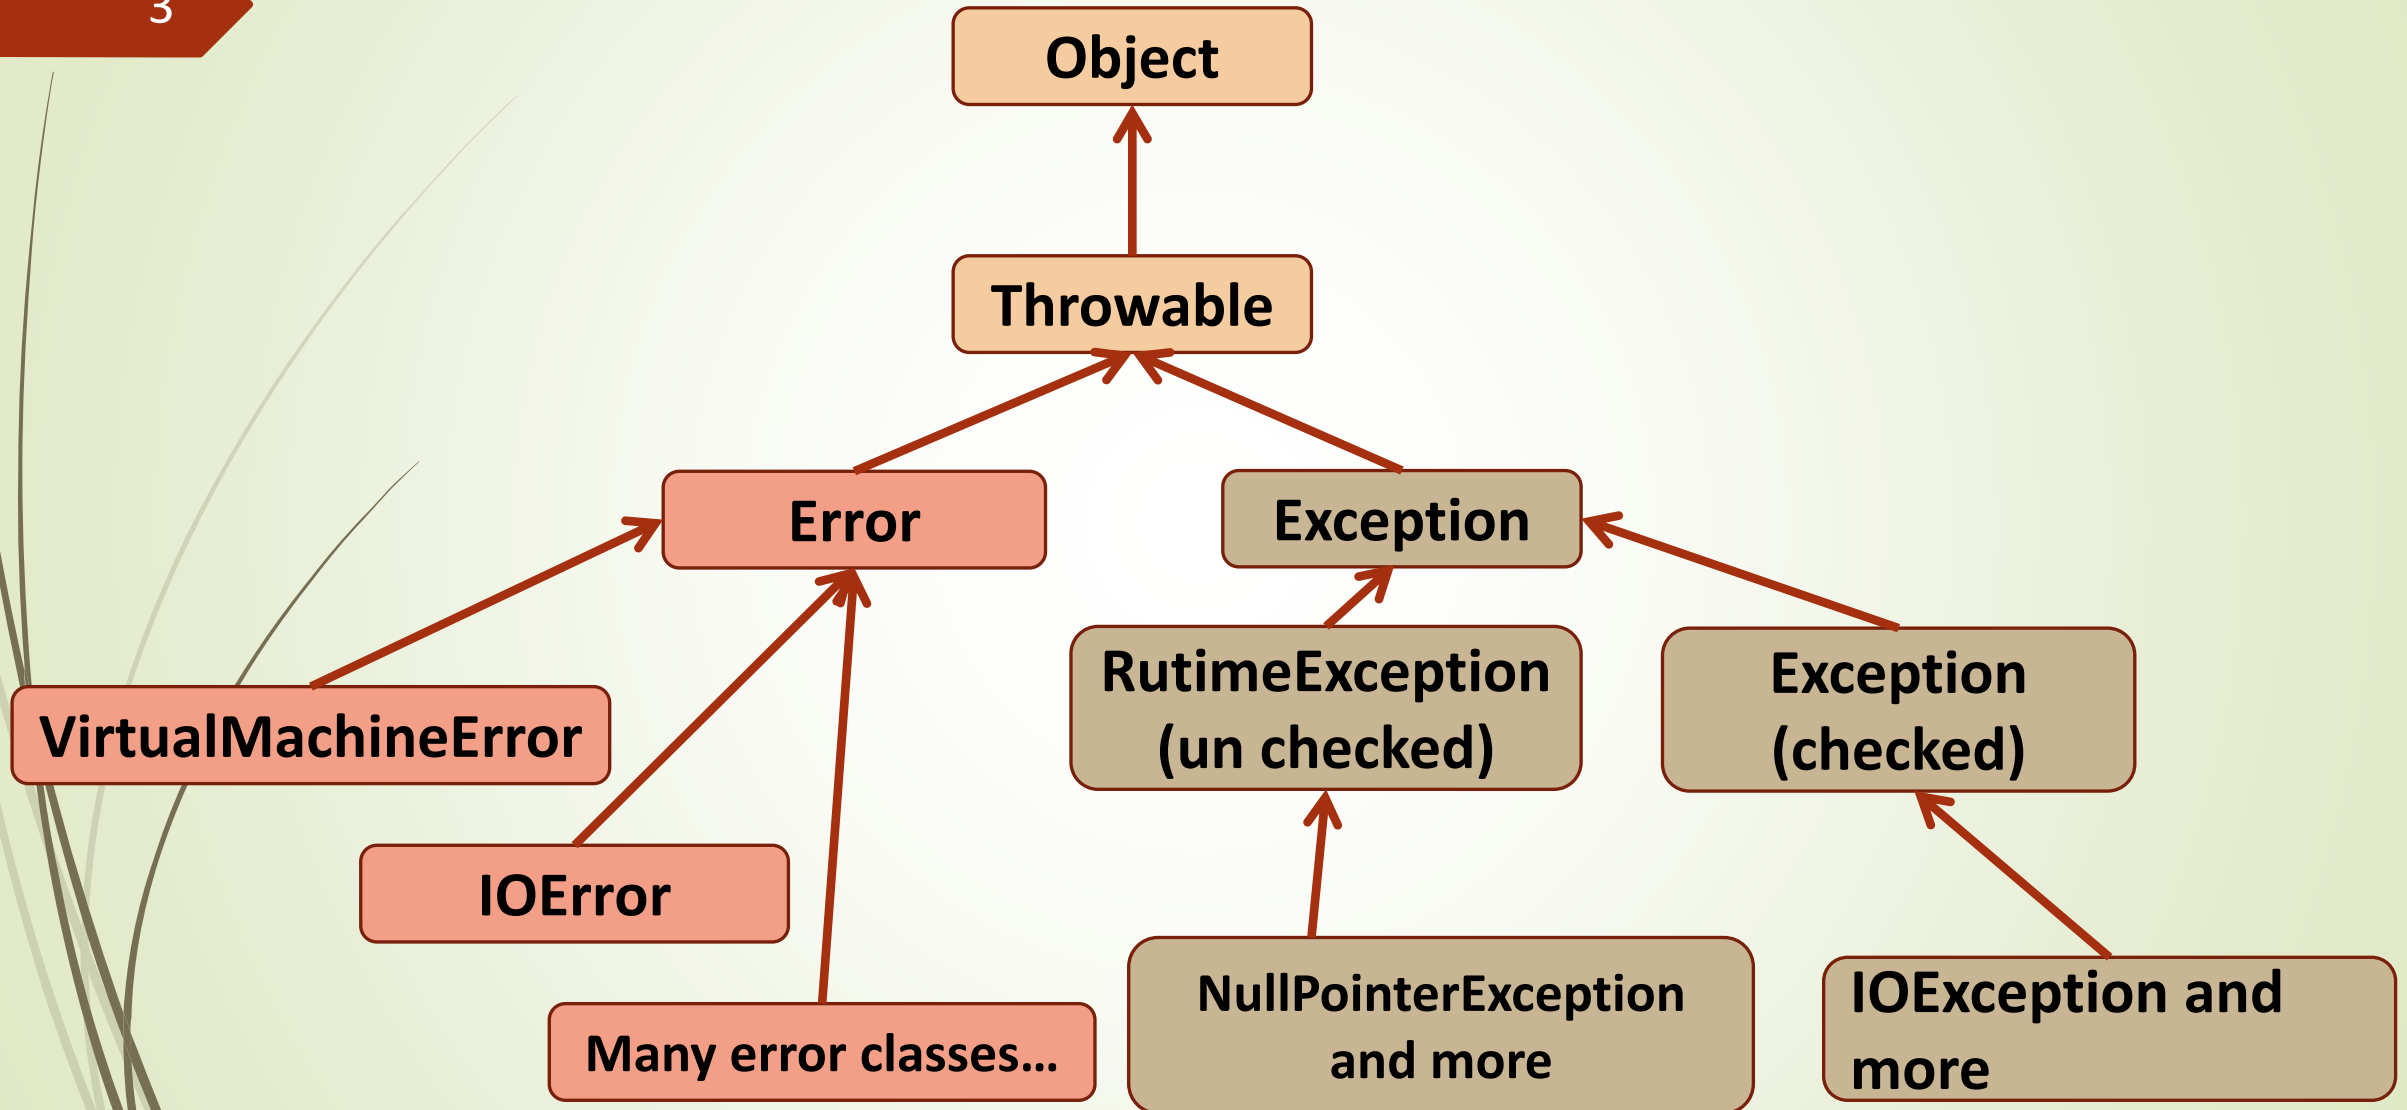 3
Object
Throwable
Error
Exception
VirtualMachineError
RutimeException
(un checked)
Exception
(checked)
IOError
Many error classes...
NullPointerException
and more
IOException and
more